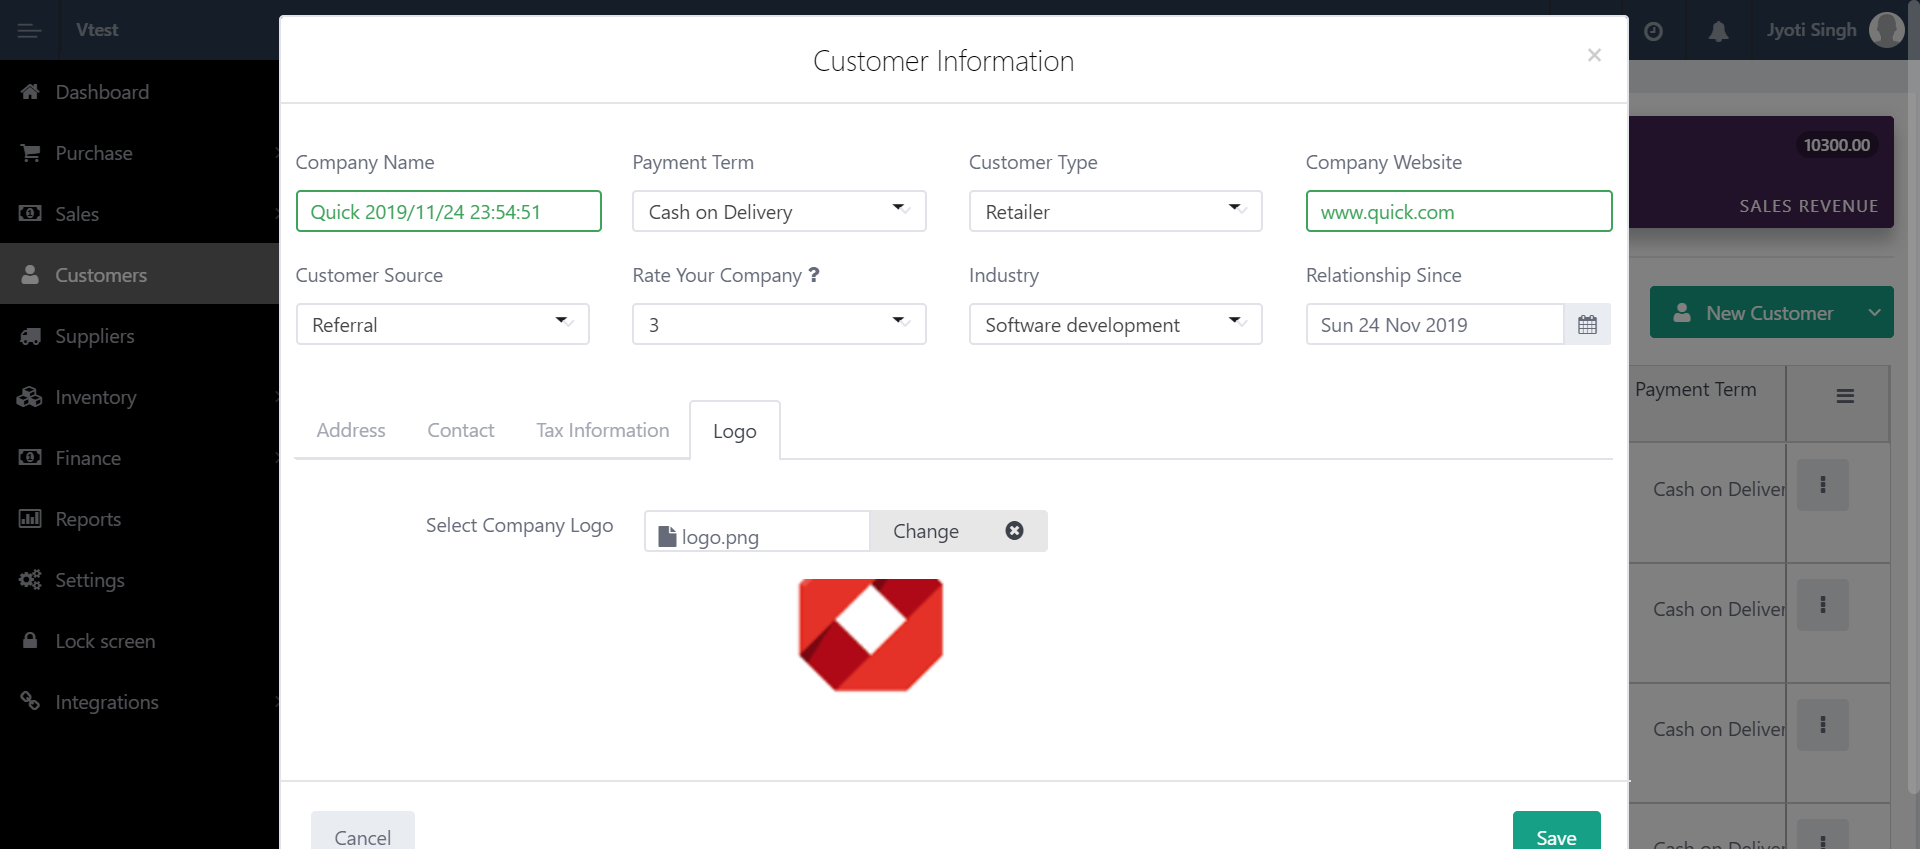 Vtest
Jyoti Singh
Dashboard
Purchase
Sales
Customers
Suppliers
Inventory
Finance
Reports
Settings
Lock screen
Integrations
Customer Information
×
Company Name
Payment Term
Customer Type
Company Website
Quick 2019/11/24 23:54:51
Cash on Delivery
Retailer
www.quick.com
Customer Source
Rate Your Company ?
Industry
Relationship Since
Referral
3
Software development
Sun 24 Nov 2019
Address
Contact
Tax Information
Logo
Select Company Logo
logo.png
Change
Cancel
Save
10300.00
SALES REVENUE
New Customer
Payment Term
Cash on Deliver
Cash on Deliver
Cash on Deliver
Cash on Deliver